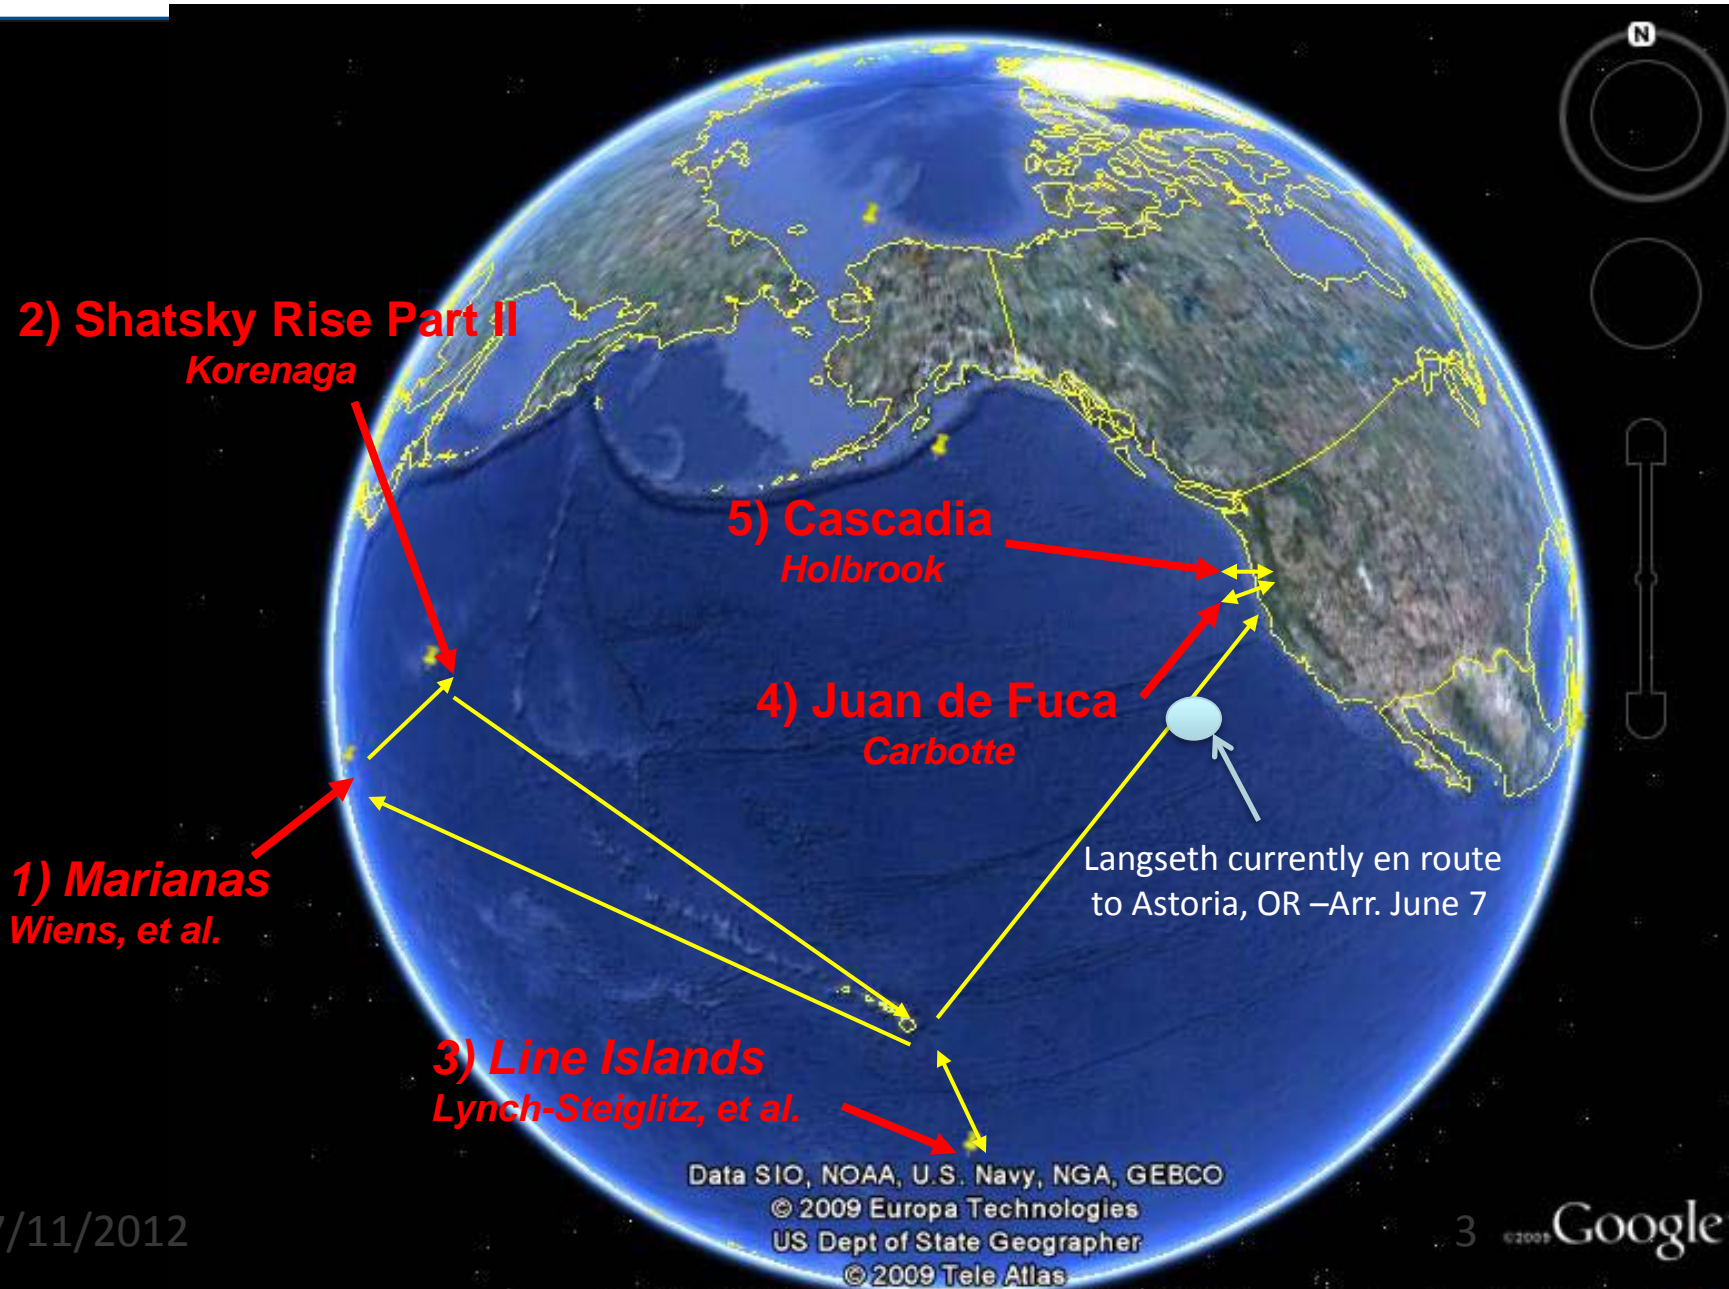 N
2) Shatsky Rise Part II
Korenaga
5) Cascadia
Holbrook
4) Juan de Fuca
Carbotte
Langseth currently en route
to Astoria, OR –Arr. June 7
1) Marianas
Wiens, et al.
3) Line Islands
Lynch-Steiglitz, et al.
Data SIO, NOAA, U.S. Navy, NGA, GEBCO
© 2009 Europa Technologies
US Dept of State Geographer
© 2009 Tele Atlas
7/11/2012
3
©2009 Google